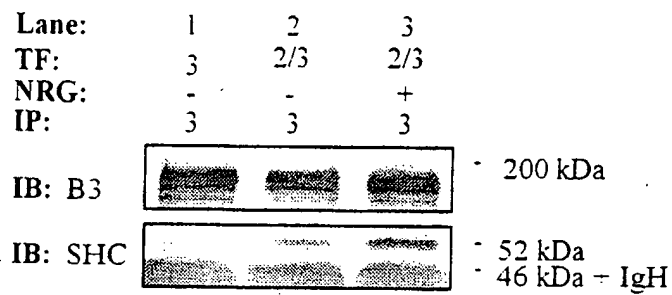 Lane: 1 2 3
TF: 3 2/3 2/3
NRG: - - +
IP: 3 3 3
IB: B3 - 200 kDa
IB: SHC - 52 kDa
- 46 kDa + IgH